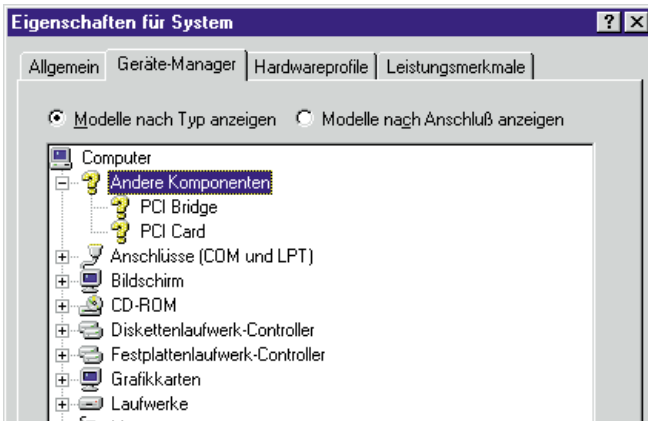 Eigenschaften für System
Allgemein Geräte-Manager Hardwareprofile Leistungsmerkmale
Modelle nach Typ anzeigen Modelle nach Anschluß anzeigen
Computer
Andere Komponenten
PCI Bridge
PCI Card
Anschlüsse (COM und LPT)
Bildschirm
CD-ROM
Diskettenlaufwerk-Controller
Festplattenlaufwerk-Controller
Grafikkarten
Laufwerke